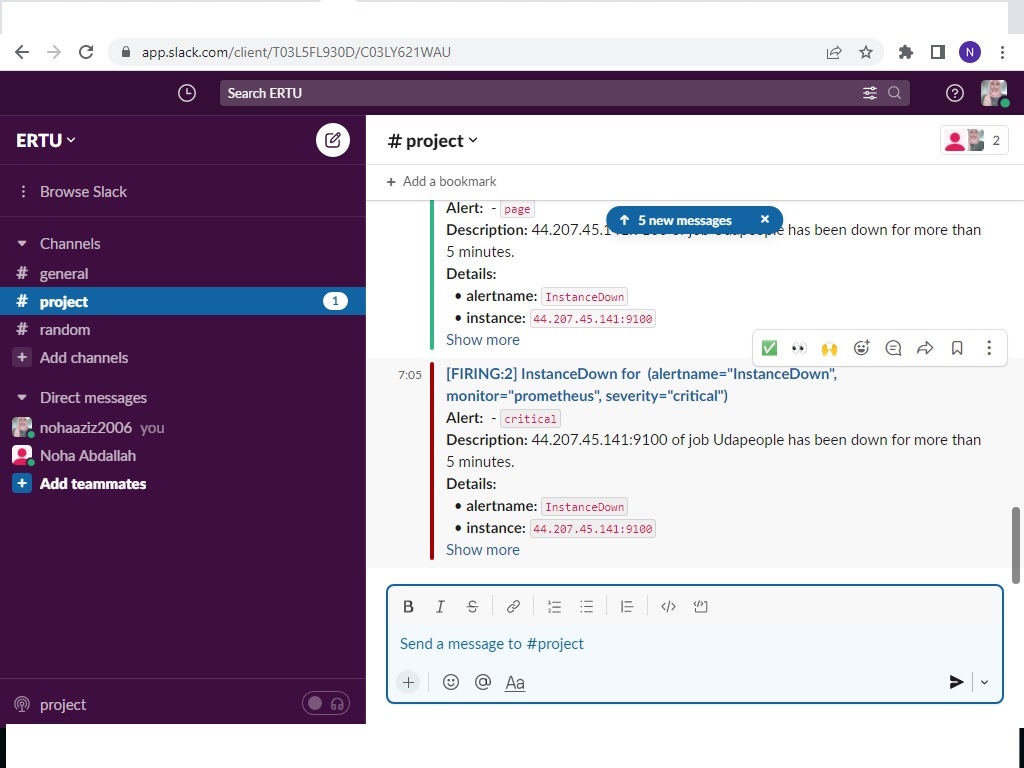 app.slack.com/client/T03L5FL930D/C03LY621WAU
N
Search ERTU
ERTU
# project
2
Browse Slack
+ Add a bookmark
Channels
# general
# project 1
# random
+ Add channels
Direct messages
nohaaziz2006 you
Noha Abdallah
+ Add teammates
project
Alert: - page
5 new messages ×
Description: 44.207.45.1 has been down for more than
5 minutes.
Details:
• alertname: InstanceDown
• instance: 44.207.45.141:9100
Show more
7:05 [FIRING:2] InstanceDown for (alertname="InstanceDown",
monitor="prometheus", severity="critical")
Alert: - critical
Description: 44.207.45.141:9100 of job Udapeople has been down for more than
5 minutes.
Details:
• alertname: InstanceDown
• instance: 44.207.45.141:9100
Show more
B I S
Send a message to #project
+ @ Aa